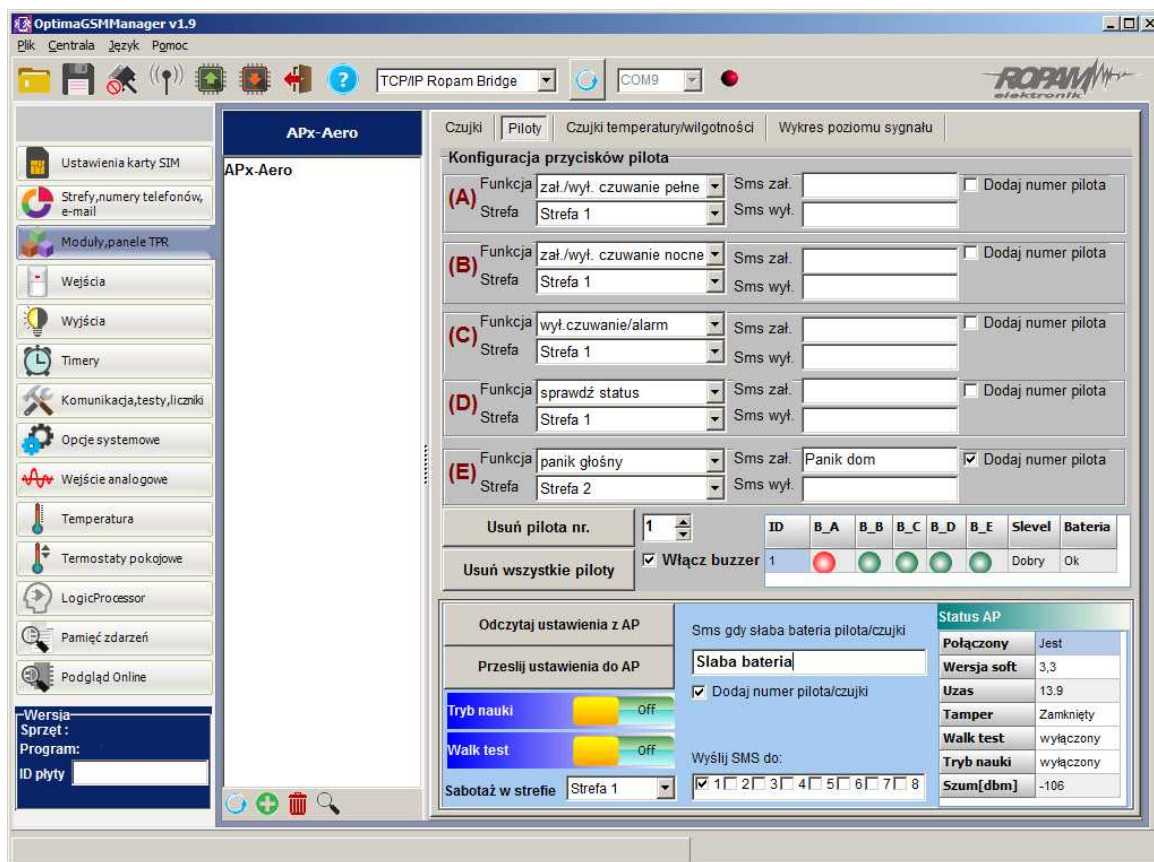 OptimaGSMManager v1.9
Plik Centrala Język Pomoc
TCP/IP Ropam Bridge
COM9
ROPAM
elektronik
Ustawienia karty SIM
Strefy,numery telefonów,
e-mail
Moduły,panele TPR
Wejścia
Wyjścia
Timery
Komunikacja,testy,liczniki
Opcje systemowe
Wejście analogowe
Temperatura
Termostaty pokojowe
LogicProcessor
Pamięć zdarzeń
Podgląd Online
Wersja
Sprzęt :
Program:
ID płyty
APx-Aero
APx-Aero
Czujki Piloty Czujki temperatury/wilgotności Wykres poziomu sygnału
Konfiguracja przycisków pilota
(A) Funkcja zał./wył. czuwanie pełne Sms zał. Dodaj numer pilota
Strefa Strefa 1 Sms wył.
(B) Funkcja zał./wył. czuwanie nocne Sms zał. Dodaj numer pilota
Strefa Strefa 1 Sms wył.
(C) Funkcja wył.czuwanie/alarm Sms zał. Dodaj numer pilota
Strefa Strefa 1 Sms wył.
(D) Funkcja sprawdź status Sms zał. Dodaj numer pilota
Strefa Strefa 1 Sms wył.
(E) Funkcja panik głośny Sms zał. Panik dom Dodaj numer pilota
Strefa Strefa 2 Sms wył.
Usuń pilota nr. 1
Usuń wszystkie piloty Włącz buzzer
ID B_A B_B B_C B_D B_E Slevel Bateria
1 Dobry Ok
Odczytaj ustawienia z AP
Przeslij ustawienia do AP
Tryb nauki Off
Walk test Off
Sabotaż w strefie Strefa 1
Sms gdy słaba bateria pilota/czujki
Slaba bateria
Dodaj numer pilota/czujki
Wyślij SMS do:
1 2 3 4 5 6 7 8
Status AP
Połączony Jest
Wersja soft 3,3
Uzas 13.9
Tamper Zamknięty
Walk test wyłączony
Tryb nauki wyłączony
Szum[dbm] -106